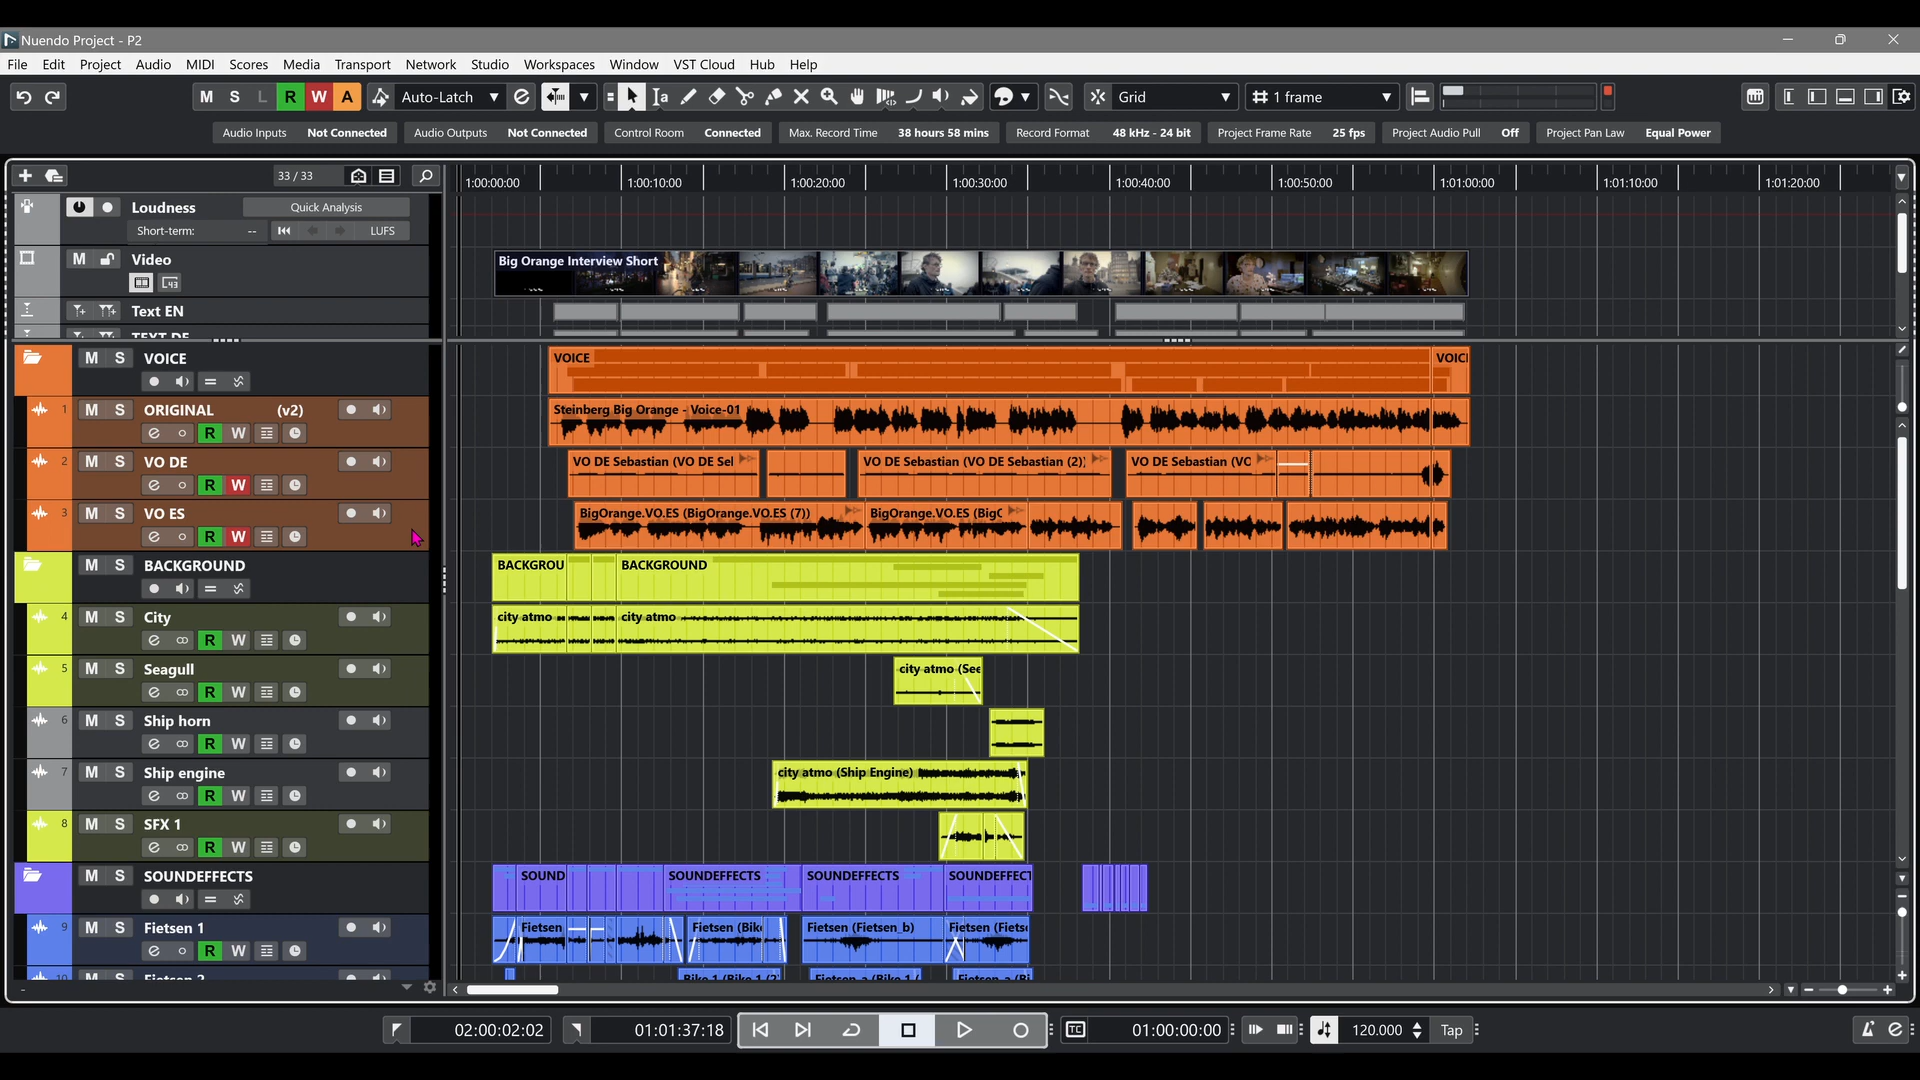 Nuendo Project - P2
File Edit Project Audio MIDI Scores Media Transport Network Studio Workspaces Window VST Cloud Hub Help
M S L R W A Auto-Latch Grid 1 frame
Audio Inputs Not Connected Audio Outputs Not Connected Control Room Connected Max. Record Time 38 hours 58 mins Record Format 48 kHz - 24 bit Project Frame Rate 25 fps Project Audio Pull Off Project Pan Law Equal Power
33 / 33
1:00:00:00 1:00:10:00 1:00:20:00 1:00:30:00 1:00:40:00 1:00:50:00 1:01:00:00 1:01:10:00 1:01:20:00
Loudness Quick Analysis
Short-term: -- LUFS
M Video
Big Orange Interview Short
Text EN
TEXT DE
M S VOICE
VOICE VOICI
1 M S ORIGINAL (v2)
R W
Steinberg Big Orange - Voice-01
2 M S VO DE
R W
VO DE Sebastian (VO DE Sel VO DE Sebastian (VO DE Sebastian (2)) VO DE Sebastian (VO
3 M S VO ES
R W
BigOrange.VO.ES (BigOrange.VO.ES (7)) BigOrange.VO.ES (BigO
M S BACKGROUND
BACKGROU BACKGROUND
4 M S City
R W
city atmo city atmo
5 M S Seagull
R W
city atmo (See
6 M S Ship horn
R W
7 M S Ship engine
R W
city atmo (Ship Engine)
8 M S SFX 1
R W
M S SOUNDEFFECTS
SOUND SOUNDEFFECTS SOUNDEFFECTS SOUNDEFFECT
9 M S Fietsen 1
R W
Fietsen Fietsen (Bik Fietsen (Fietsen_b) Fietsen (Fiets
10 M S Fietsen 2
Bike 1 (Bike 1 (2) Fietsen-a (Bike 1 ( Fietsen-a (Bi
02:00:02:02 01:01:37:18 TC 01:00:00:00 120.000 Tap